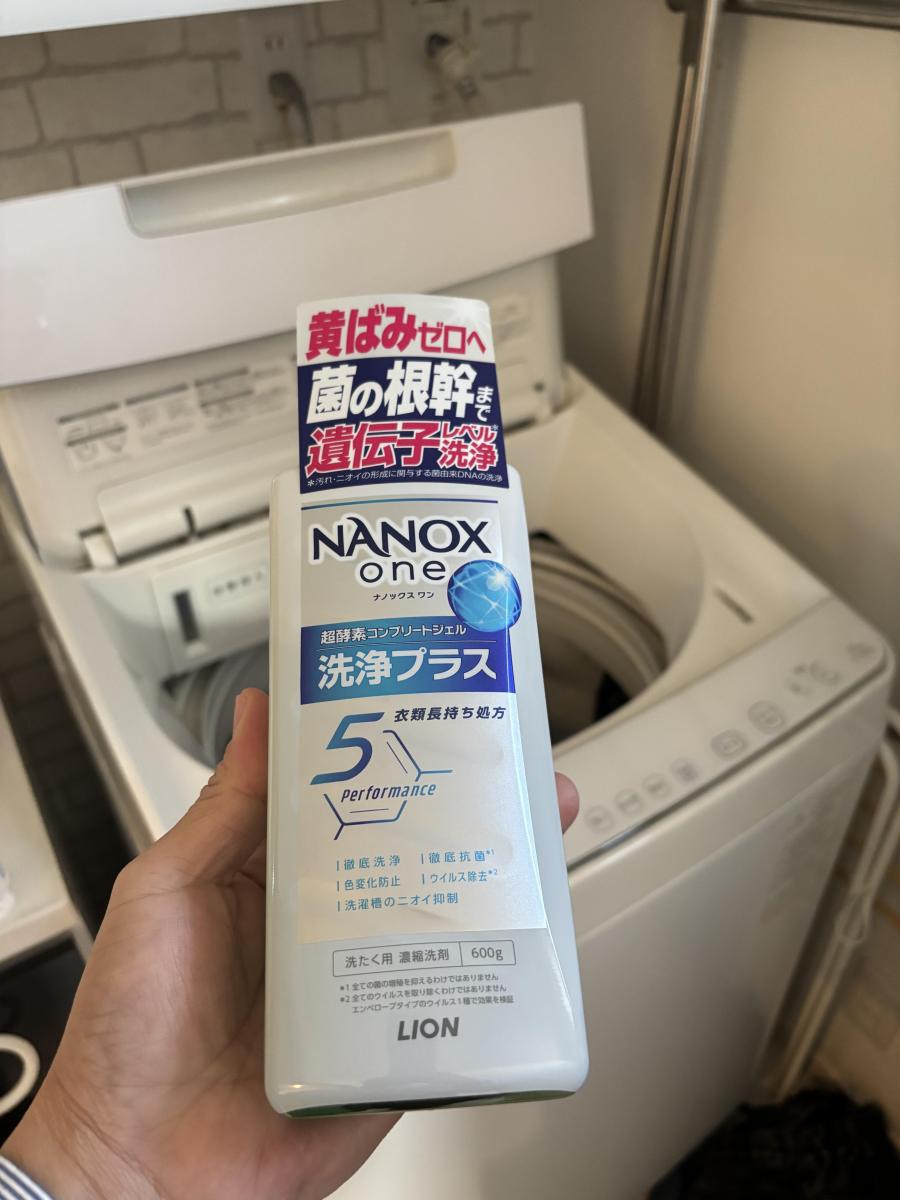 黄ばみゼロへ
菌の根幹まで
遺伝子レベル洗浄*
*汚れ・ニオイの形成に関与する菌由来DNAの洗浄
NANOX
one
ナノックス ワン
超酵素コンプリートジェル
洗浄プラス
衣類長持ち処方
5
Performance
徹底洗浄 徹底抗菌*1
色変化防止 ウイルス除去*2
洗濯槽のニオイ抑制
洗たく用 濃縮洗剤 600g
*1 全ての菌の増殖を抑えるわけではありません
*2 全てのウイルスを取り除くわけではありません
エンベロープタイプのウイルス1種で効果を検証
LION